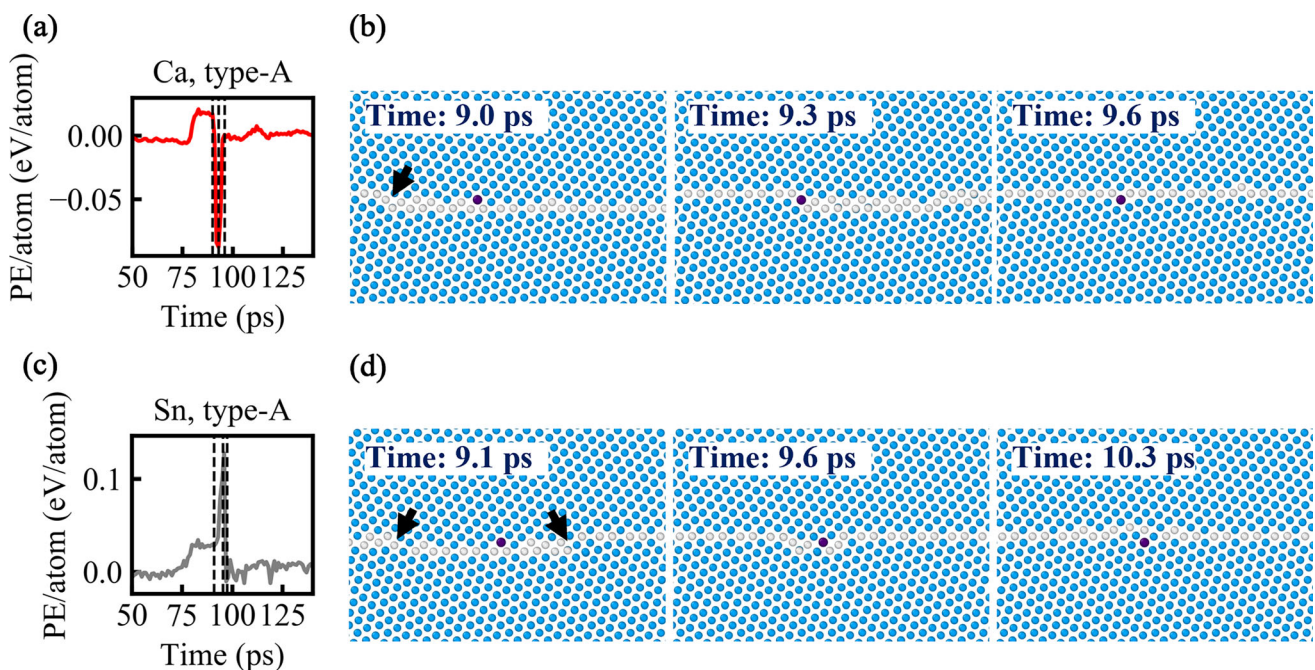 (a)
Ca, type-A
PE/atom (eV/atom)
0.00
−0.05
50 75 100 125
Time (ps)
(b)
Time: 9.0 ps
Time: 9.3 ps
Time: 9.6 ps
(c)
Sn, type-A
PE/atom (eV/atom)
0.1
0.0
50 75 100 125
Time (ps)
(d)
Time: 9.1 ps
Time: 9.6 ps
Time: 10.3 ps